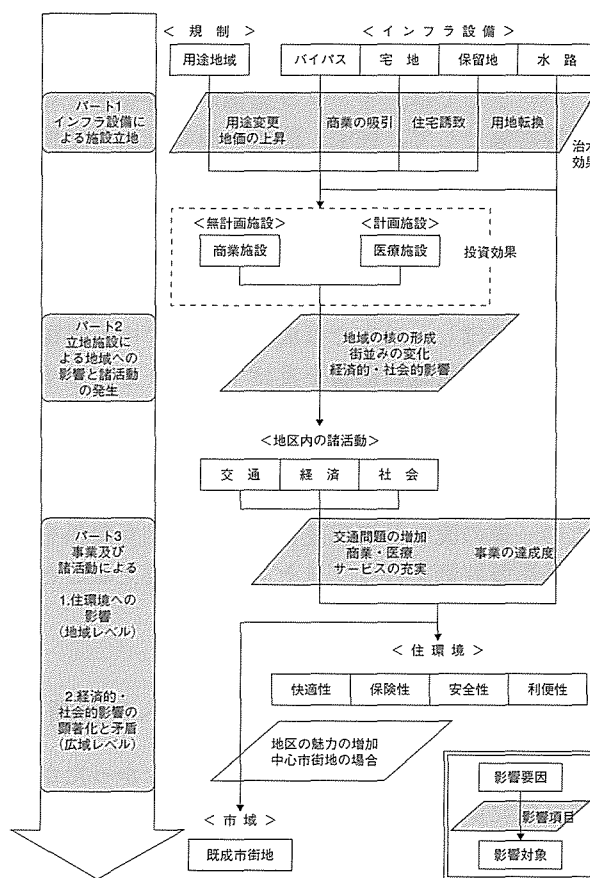 ＜ 規 制 ＞
＜ インフラ設備 ＞
用途地域
バイパス
宅 地
保留地
水 路
パート1
インフラ設備に
よる施設立地
用途変更
地価の上昇
商業の吸引
住宅誘致
用地転換
治水
効果
＜無計画施設＞
＜計画施設＞
商業施設
医療施設
投資効果
パート2
立地施設に
よる地域への
影響と諸活動
の発生
地域の核の形成
街並みの変化
経済的・社会的影響
＜地区内の諸活動＞
交 通
経 済
社 会
パート3
事業及び
諸活動による
交通問題の増加
商業・医療
サービスの充実
事業の達成度
1.住環境への
影響
(地域レベル)
＜ 住 環 境 ＞
快適性
保険性
安全性
利便性
2.経済的・
社会的影響の
顕著化と矛盾
(広域レベル)
地区の魅力の増加
中心市街地の場合
＜ 市 域 ＞
既成市街地
影響要因
影響項目
影響対象